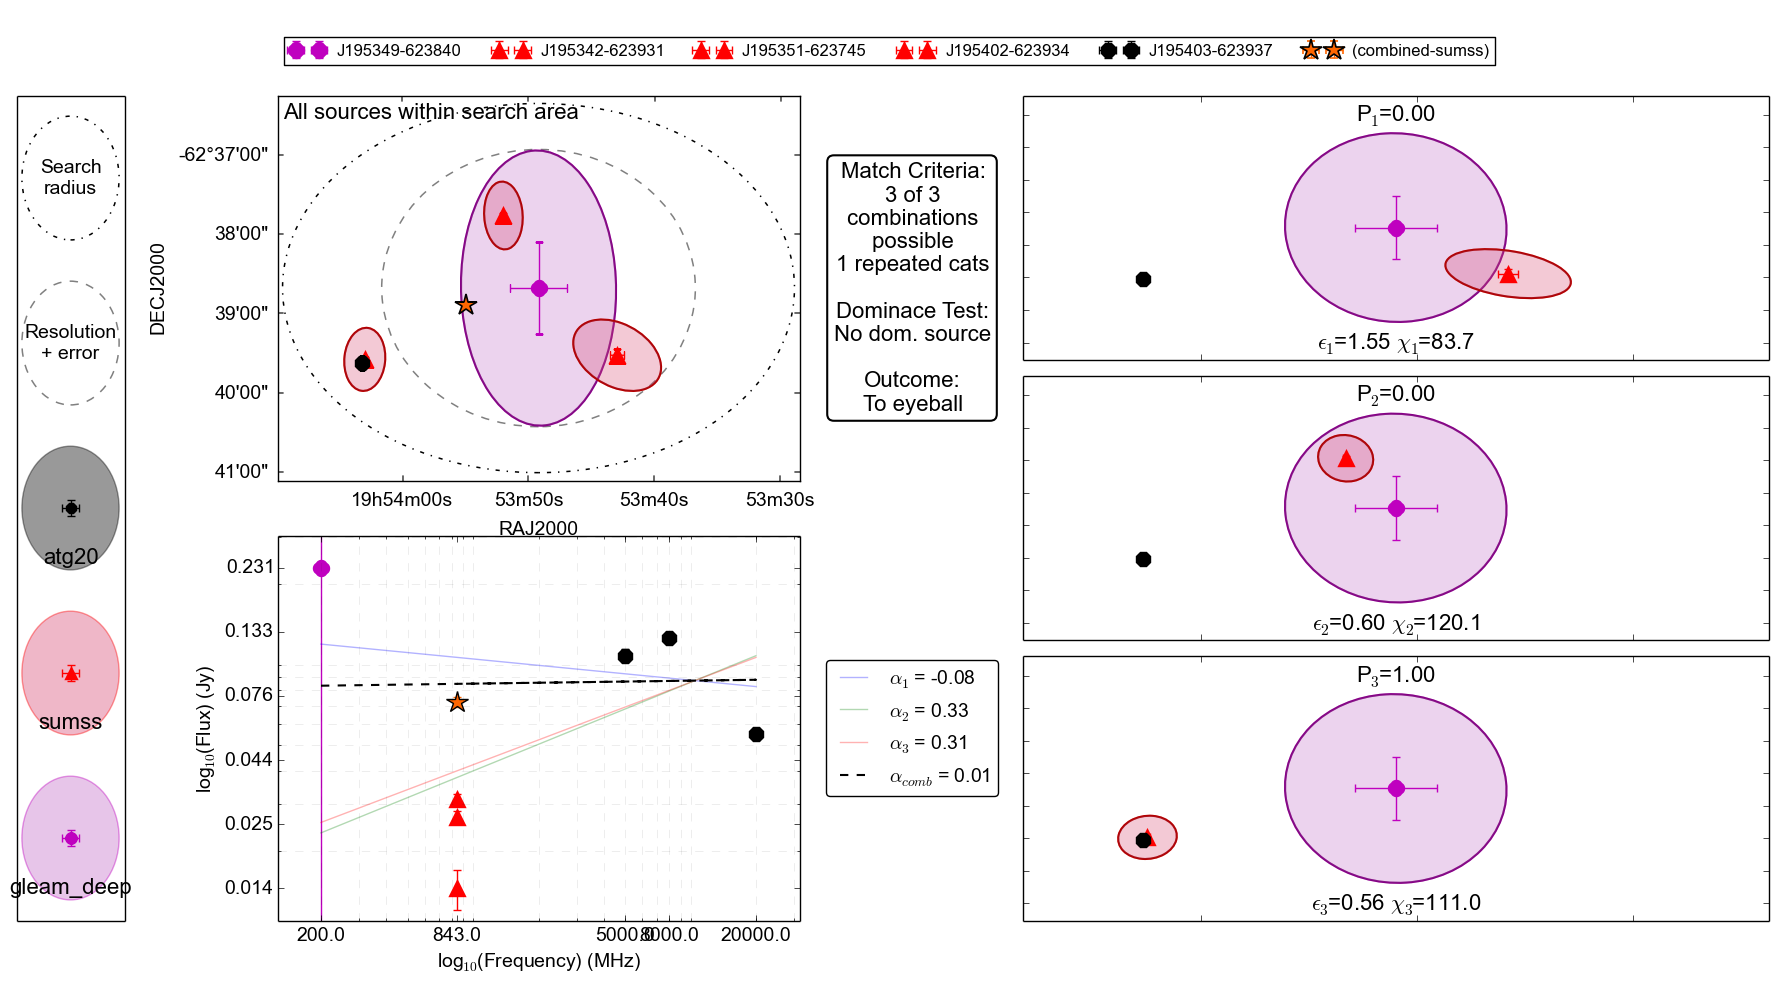 J195349-623840
J195342-623931
J195351-623745
J195402-623934
J195403-623937
(combined-sumss)
Search
radius
Resolution
+ error
atg20
sumss
gleam_deep
All sources within search area
DECJ2000
-62°37'00"
38'00"
39'00"
40'00"
41'00"
19h54m00s
53m50s
53m40s
53m30s
RAJ2000
log10(Flux) (Jy)
0.231
0.133
0.076
0.044
0.025
0.014
200.0
843.0
5000.0
8000.0
20000.0
log10(Frequency) (MHz)
Match Criteria:
3 of 3
combinations
possible
1 repeated cats
Dominace Test:
No dom. source
Outcome:
To eyeball
α1 = -0.08
α2 = 0.33
α3 = 0.31
αcomb = 0.01
P1=0.00
ϵ1=1.55 χ1=83.7
P2=0.00
ϵ2=0.60 χ2=120.1
P3=1.00
ϵ3=0.56 χ3=111.0